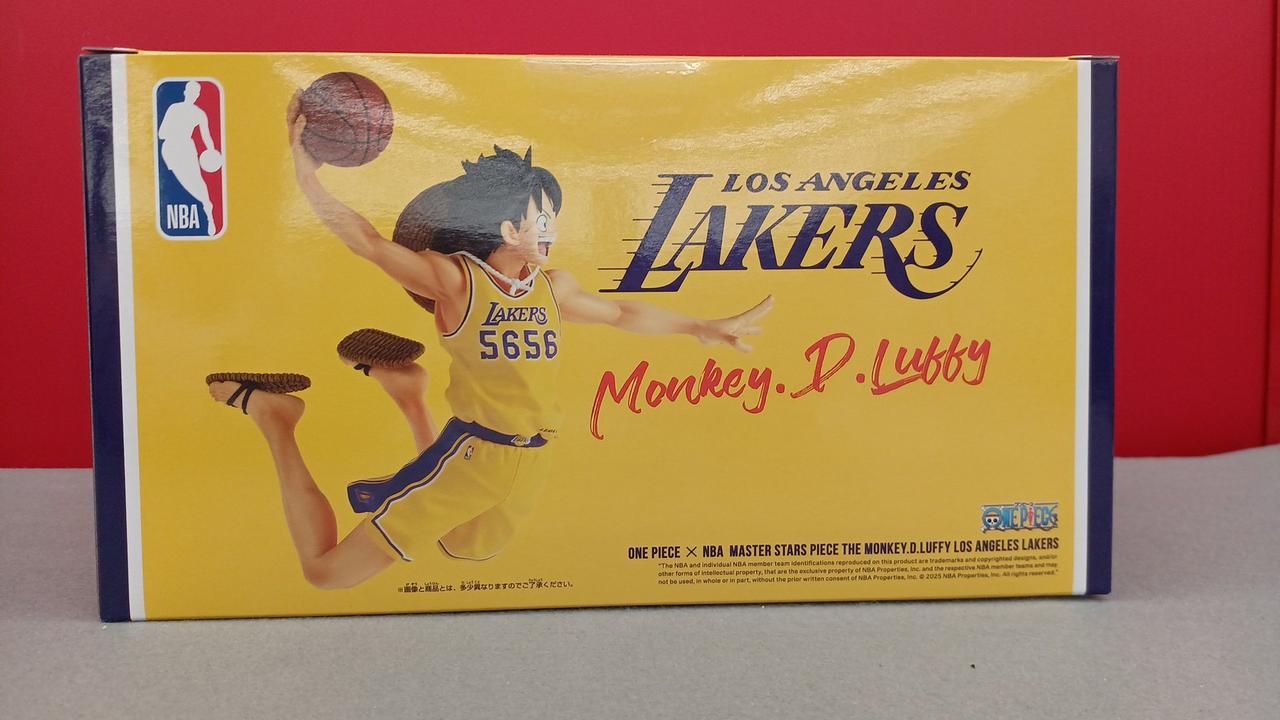 NBA
LOS ANGELES
LAKERS
LAKERS
5656
Monkey.D.Luffy
ONE PIECE
ONE PIECE × NBA MASTER STARS PIECE THE MONKEY.D.LUFFY LOS ANGELES LAKERS
"The NBA and individual NBA member team identifications reproduced on this product are trademarks and copyrighted designs, and/or
other forms of intellectual property, that are the exclusive property of NBA Properties, Inc. and the respective NBA member teams and may
not be used, in whole or in part, without the prior written consent of NBA Properties, Inc. © 2025 NBA Properties, Inc. All rights reserved."
※画像と商品とは、多少異なりますのでご了承ください。